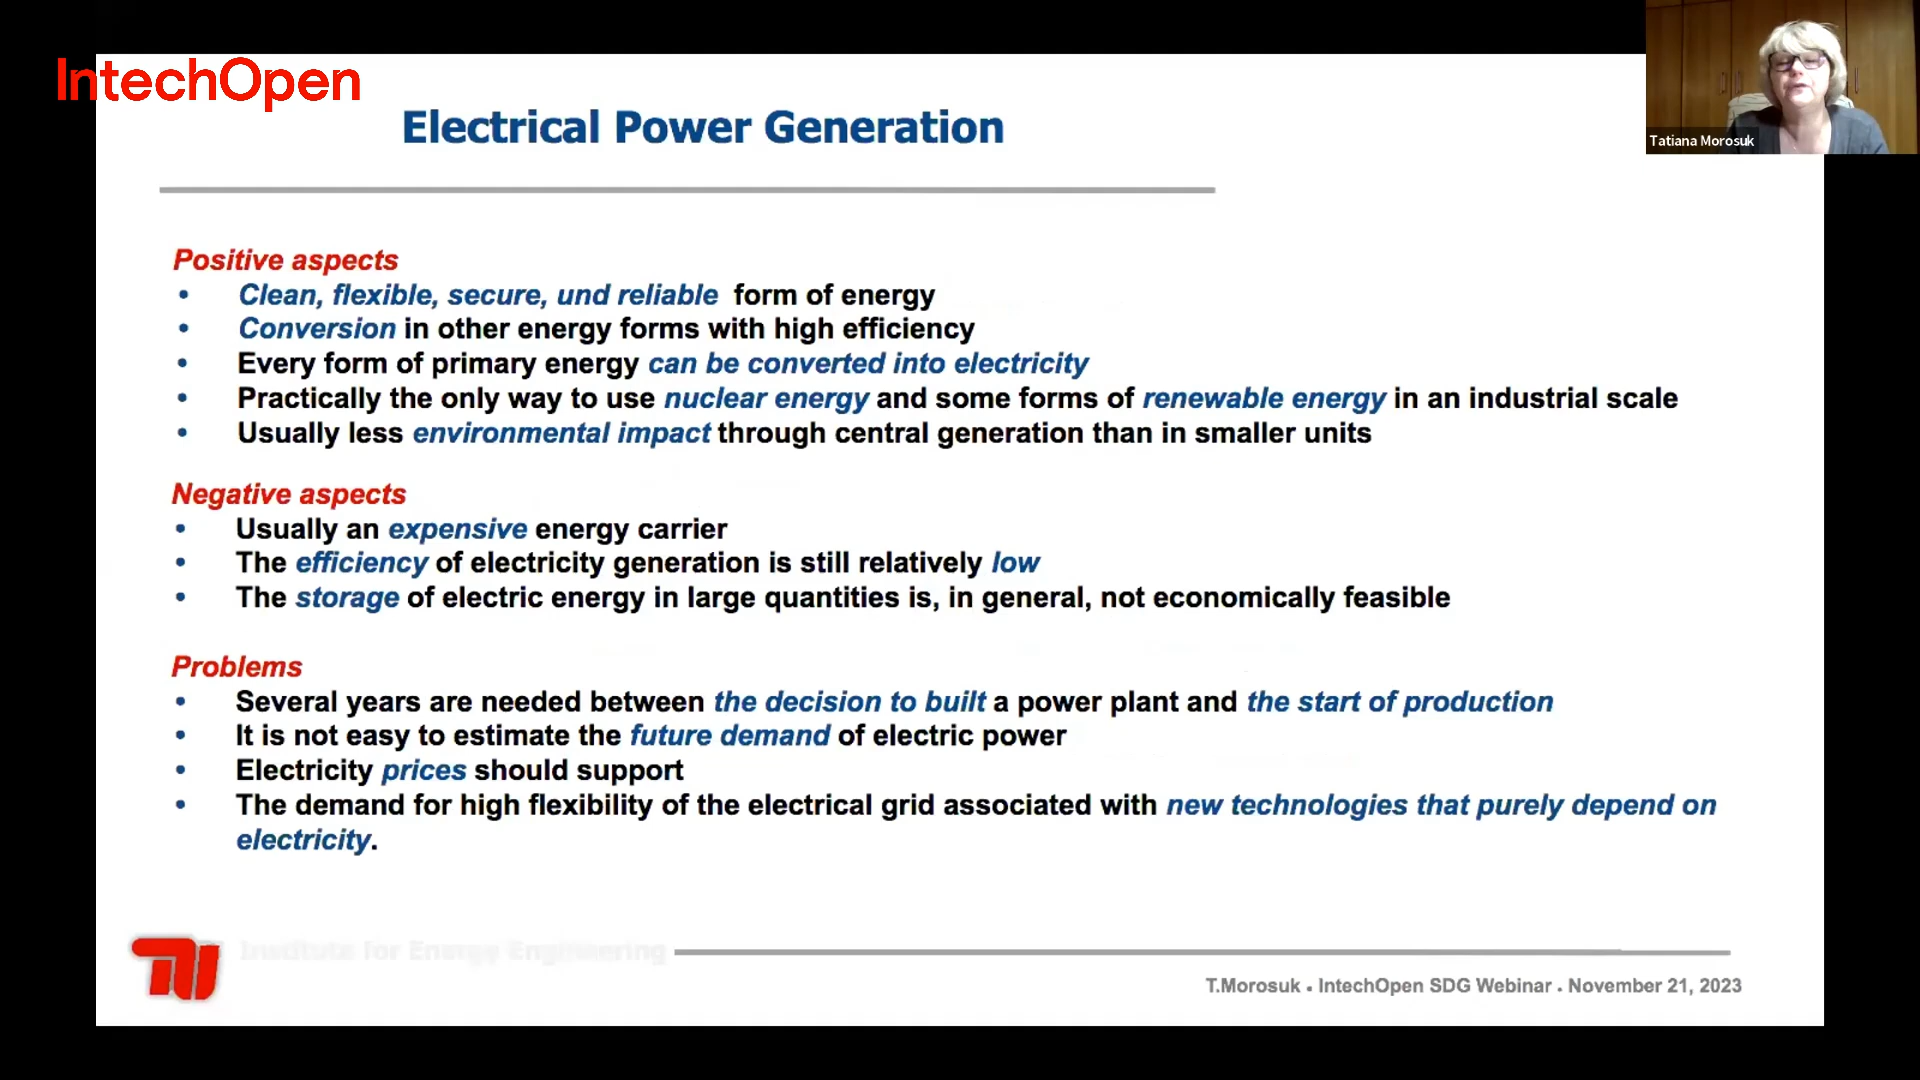 IntechOpen
Electrical Power Generation
Tatiana Morosuk
Positive aspects
• Clean, flexible, secure, und reliable form of energy
• Conversion in other energy forms with high efficiency
• Every form of primary energy can be converted into electricity
• Practically the only way to use nuclear energy and some forms of renewable energy in an industrial scale
• Usually less environmental impact through central generation than in smaller units
Negative aspects
• Usually an expensive energy carrier
• The efficiency of electricity generation is still relatively low
• The storage of electric energy in large quantities is, in general, not economically feasible
Problems
• Several years are needed between the decision to built a power plant and the start of production
• It is not easy to estimate the future demand of electric power
• Electricity prices should support
• The demand for high flexibility of the electrical grid associated with new technologies that purely depend on
electricity.
Institute for Energy Engineering
T.Morosuk • IntechOpen SDG Webinar • November 21, 2023